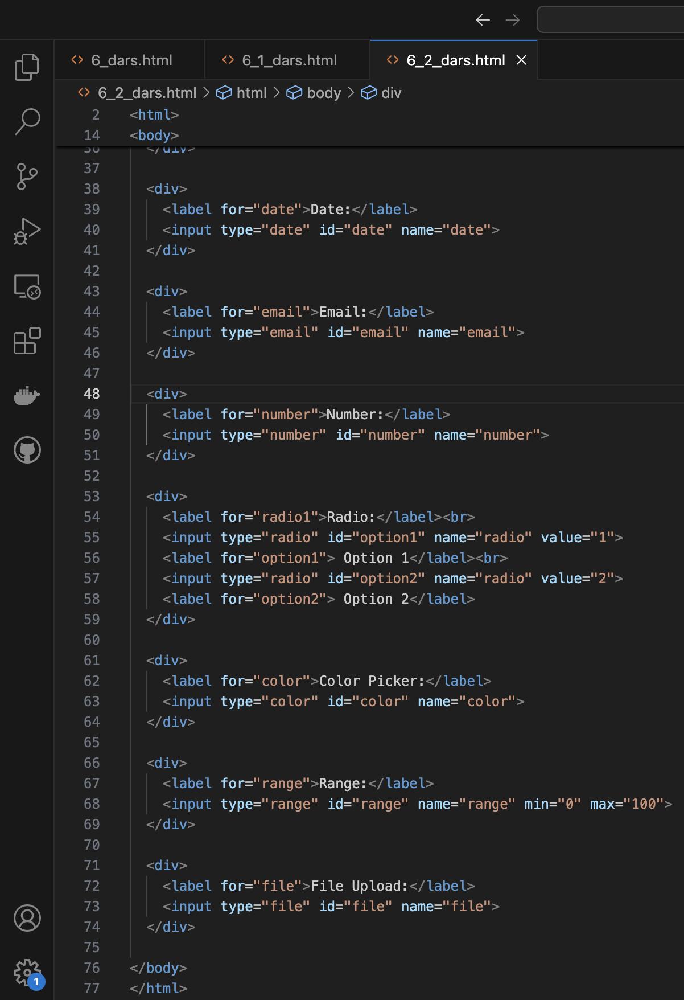 6_dars.html
6_1_dars.html
6_2_dars.html
6_2_dars.html > html > body > div
2 <html>
14 <body>
36 </div>
37
38 <div>
39 <label for="date">Date:</label>
40 <input type="date" id="date" name="date">
41 </div>
42
43 <div>
44 <label for="email">Email:</label>
45 <input type="email" id="email" name="email">
46 </div>
47
48 <div>
49 <label for="number">Number:</label>
50 <input type="number" id="number" name="number">
51 </div>
52
53 <div>
54 <label for="radio1">Radio:</label><br>
55 <input type="radio" id="option1" name="radio" value="1">
56 <label for="option1"> Option 1</label><br>
57 <input type="radio" id="option2" name="radio" value="2">
58 <label for="option2"> Option 2</label>
59 </div>
60
61 <div>
62 <label for="color">Color Picker:</label>
63 <input type="color" id="color" name="color">
64 </div>
65
66 <div>
67 <label for="range">Range:</label>
68 <input type="range" id="range" name="range" min="0" max="100">
69 </div>
70
71 <div>
72 <label for="file">File Upload:</label>
73 <input type="file" id="file" name="file">
74 </div>
75
76 </body>
77 </html>
1